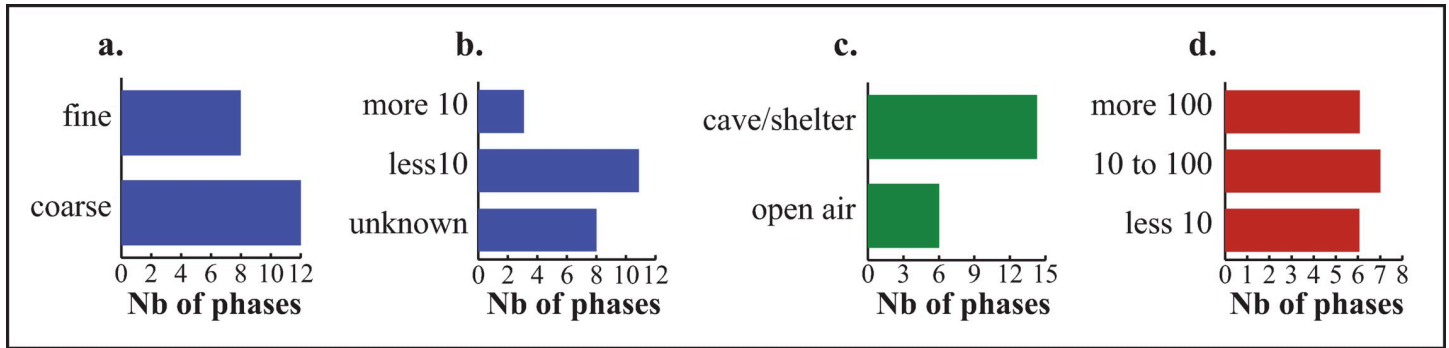 a.
fine
coarse
0 2 4 6 8 10 12
Nb of phases
b.
more 10
less10
unknown
0 2 4 6 8 10 12
Nb of phases
c.
cave/shelter
open air
0 3 6 9 12 15
Nb of phases
d.
more 100
10 to 100
less 10
0 1 2 3 4 5 6 7 8
Nb of phases